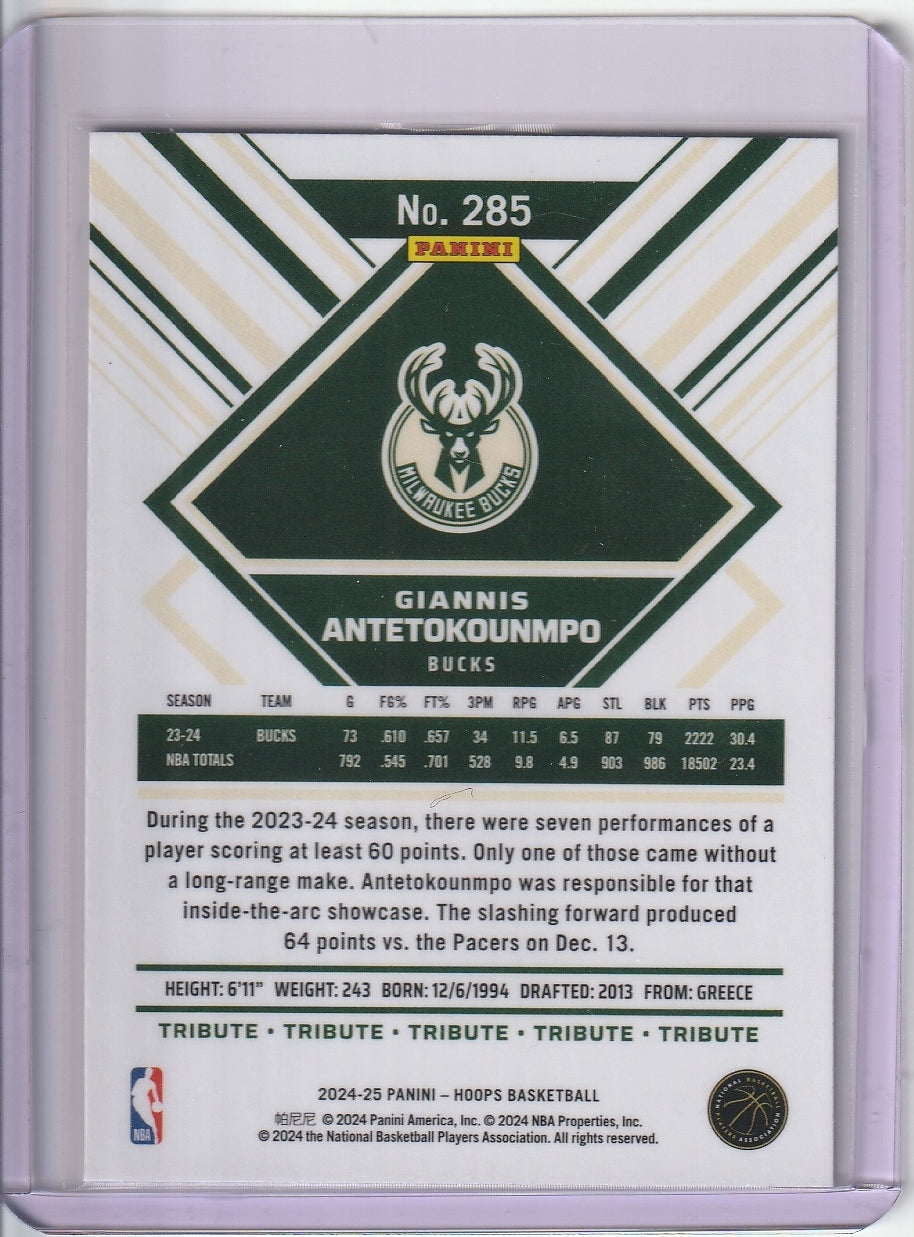 No. 285
PANINI
MILWAUKEE BUCKS
GIANNIS
ANTETOKOUNMPO
BUCKS
SEASON TEAM G FG% FT% 3PM RPG APG STL BLK PTS PPG
23-24 BUCKS 73 .610 .657 34 11.5 6.5 87 79 2222 30.4
NBA TOTALS 792 .545 .701 528 9.8 4.9 903 986 18502 23.4
During the 2023-24 season, there were seven performances of a
player scoring at least 60 points. Only one of those came without
a long-range make. Antetokounmpo was responsible for that
inside-the-arc showcase. The slashing forward produced
64 points vs. the Pacers on Dec. 13.
HEIGHT: 6'11" WEIGHT: 243 BORN: 12/6/1994 DRAFTED: 2013 FROM: GREECE
TRIBUTE • TRIBUTE • TRIBUTE • TRIBUTE • TRIBUTE
2024-25 PANINI – HOOPS BASKETBALL
帕尼尼 © 2024 Panini America, Inc. © 2024 NBA Properties, Inc.
© 2024 the National Basketball Players Association. All rights reserved.
NBA
NATIONAL BASKETBALL
PLAYERS ASSOCIATION